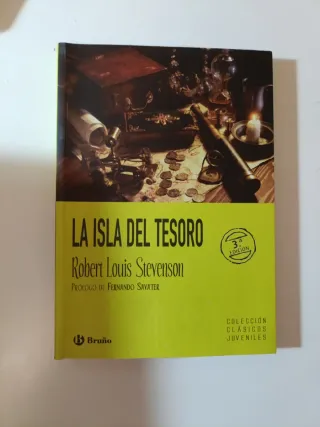 LA ISLA DEL TESORO
Robert Louis Stevenson
PRÓLOGO DE FERNANDO SAVATER
3.ª
EDICIÓN
COLECCIÓN
CLÁSICOS
JUVENILES
Bruño